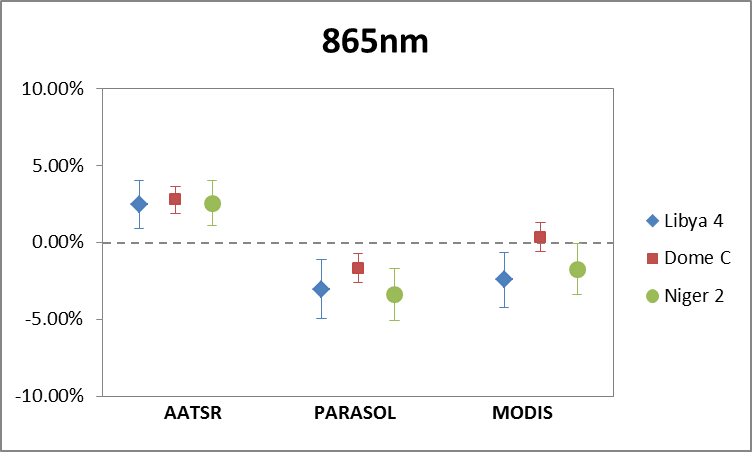 865nm
10.00%
5.00%
0.00%
-5.00%
-10.00%
AATSR PARASOL MODIS
Libya 4
Dome C
Niger 2